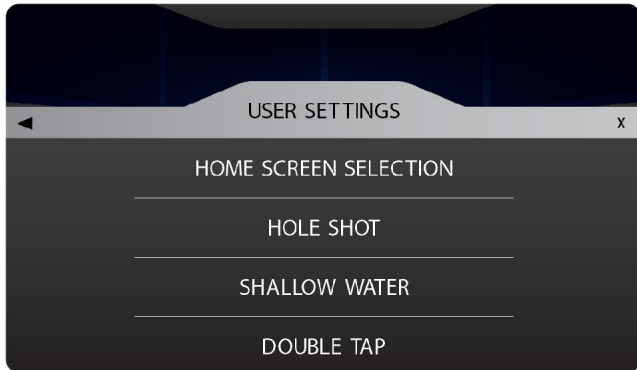 USER SETTINGS
X
HOME SCREEN SELECTION
HOLE SHOT
SHALLOW WATER
DOUBLE TAP